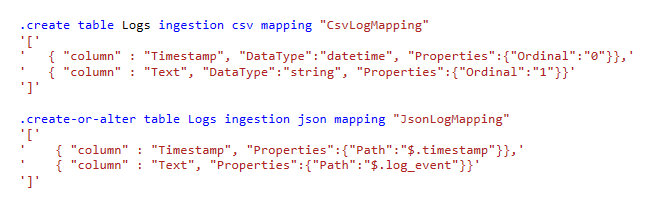 .create table Logs ingestion csv mapping "CsvLogMapping"
'['
'   { "column" : "Timestamp", "DataType":"datetime", "Properties":{"Ordinal":"0"}},'
'   { "column" : "Text", "DataType":"string", "Properties":{"Ordinal":"1"}}'
']'

.create-or-alter table Logs ingestion json mapping "JsonLogMapping"
'['
'    { "column" : "Timestamp", "Properties":{"Path":"$.timestamp"}},'
'    { "column" : "Text", "Properties":{"Path":"$.log_event"}}'
']'